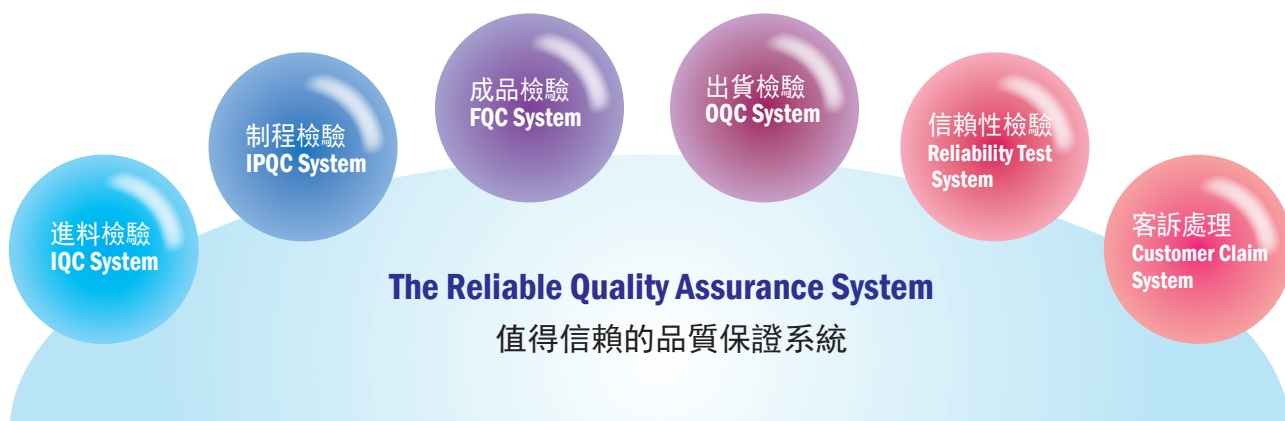 進料檢驗
IQC System
制程檢驗
IPQC System
成品檢驗
FQC System
出貨檢驗
OQC System
信賴性檢驗
Reliability Test
System
客訴處理
Customer Claim
System
The Reliable Quality Assurance System
值得信賴的品質保證系統